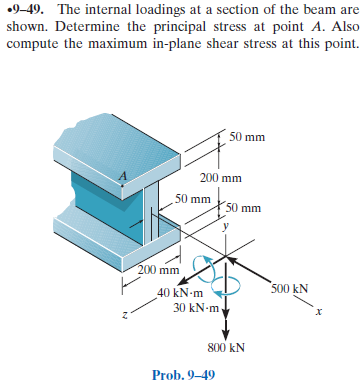 •9–49. The internal loadings at a section of the beam are
shown. Determine the principal stress at point A. Also
compute the maximum in-plane shear stress at this point.
50 mm
A
200 mm
50 mm
50 mm
y
200 mm
40 kN·m
500 kN
z
30 kN·m
x
800 kN
Prob. 9–49